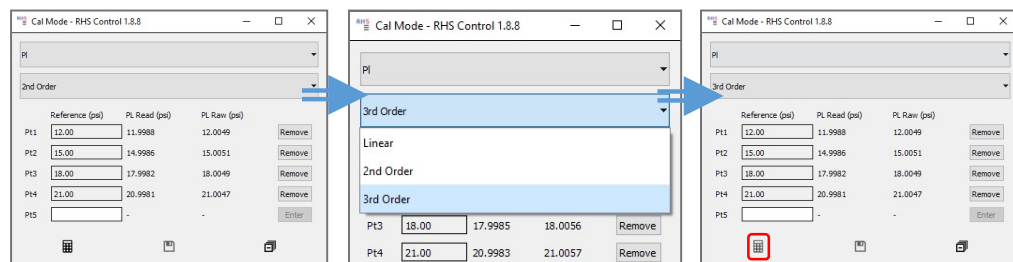 RHS Cal Mode - RHS Control 1.8.8
Pl
2nd Order
Reference (psi) PL Read (psi) PL Raw (psi)
Pt1 12.00 11.9988 12.0049 Remove
Pt2 15.00 14.9986 15.0051 Remove
Pt3 18.00 17.9982 18.0049 Remove
Pt4 21.00 20.9981 21.0047 Remove
Pt5 - - Enter
RHS Cal Mode - RHS Control 1.8.8
Pl
3rd Order
Linear
2nd Order
3rd Order
Pt3 18.00 17.9985 18.0056 Remove
Pt4 21.00 20.9983 21.0057 Remove
RHS Cal Mode - RHS Control 1.8.8
Pl
3rd Order
Reference (psi) PL Read (psi) PL Raw (psi)
Pt1 12.00 11.9988 12.0049 Remove
Pt2 15.00 14.9986 15.0051 Remove
Pt3 18.00 17.9982 18.0049 Remove
Pt4 21.00 20.9981 21.0047 Remove
Pt5 - - Enter